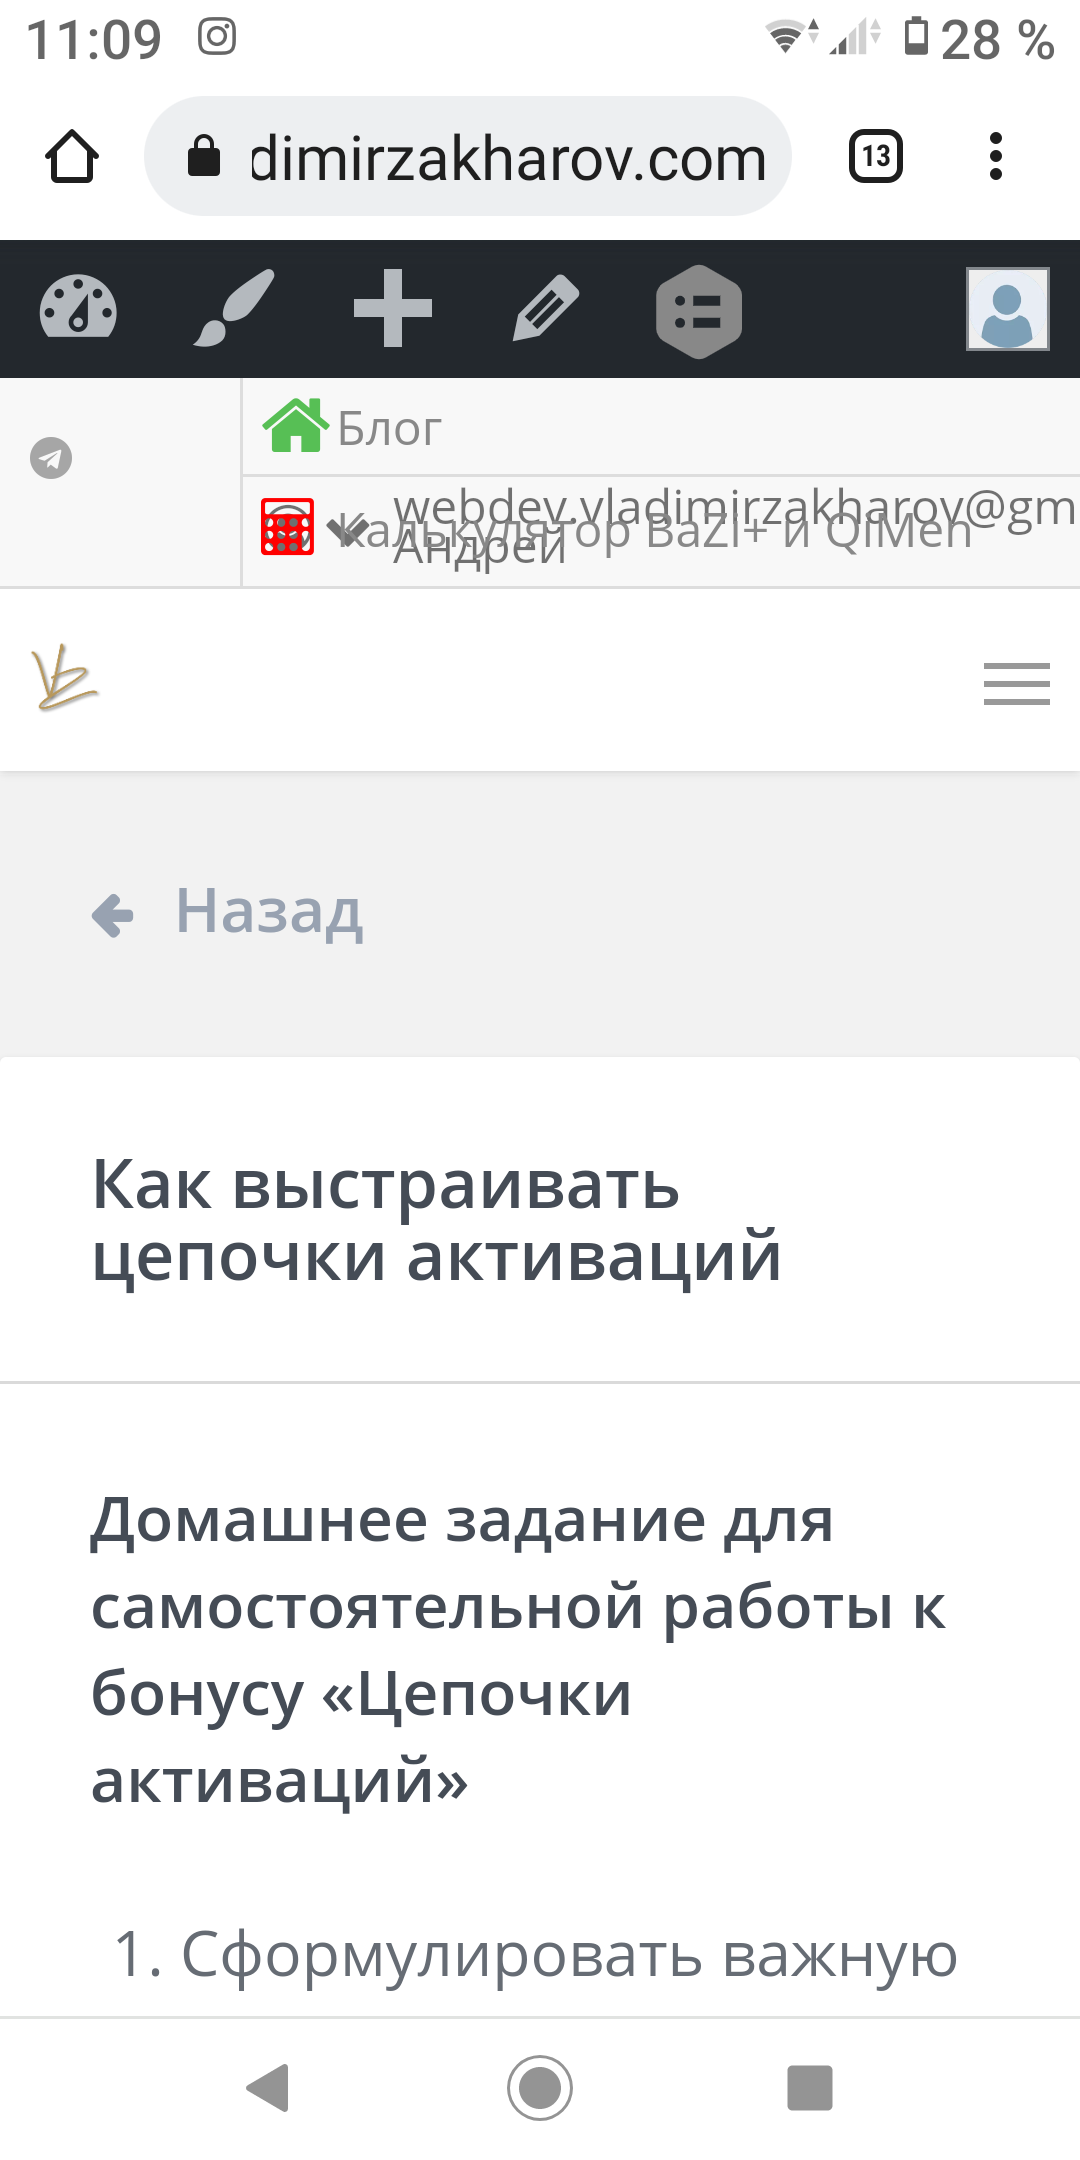 11:09
28 %
dimirzakharov.com
13
Блог
webdev.vladimirzakharov@gm
Калькулятор BaZi+ и QiMen
Андрей
Назад
Как выстраивать
цепочки активаций
Домашнее задание для
самостоятельной работы к
бонусу «Цепочки
активаций»
1. Сформулировать важную